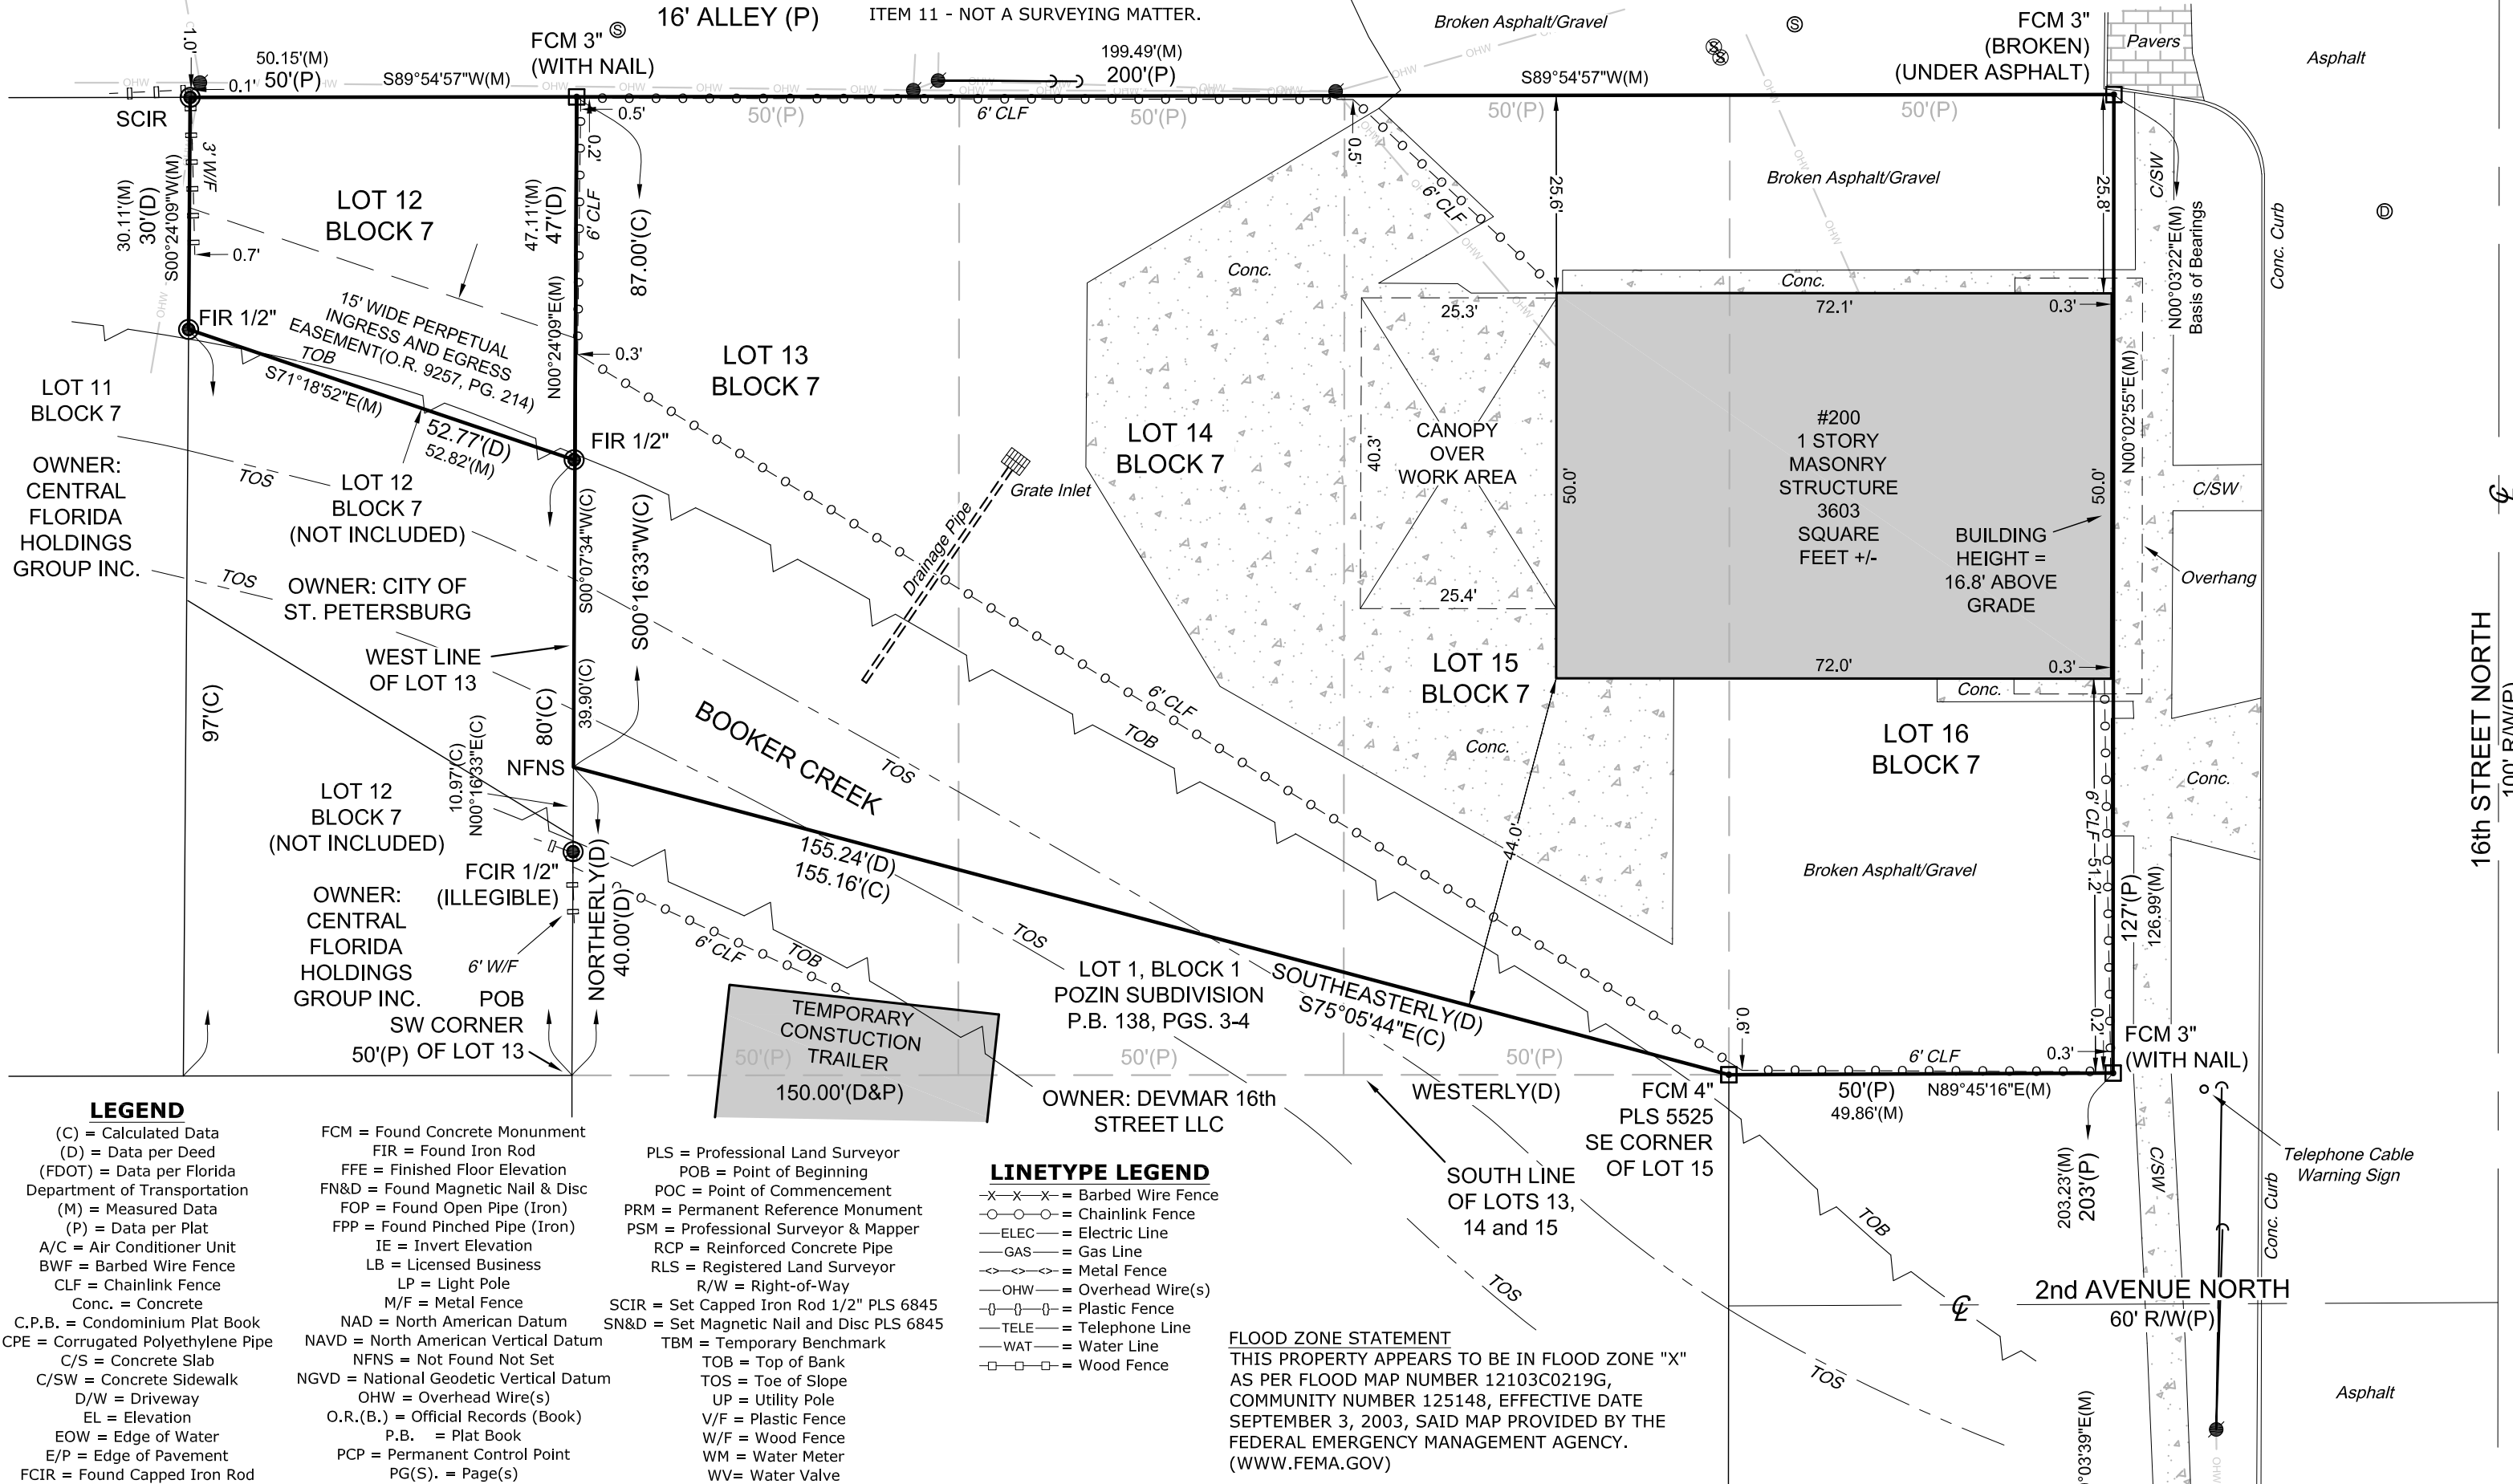 16' ALLEY (P)
ITEM 11 - NOT A SURVEYING MATTER.
Broken Asphalt/Gravel
FCM 3"
(BROKEN)
(UNDER ASPHALT)
Pavers
Asphalt
1.0'
50.15'(M)
50'(P)
0.1'
S89°54'57"W(M)
FCM 3"
(WITH NAIL)
S
199.49'(M)
200'(P)
S89°54'57"W(M)
S
S
S
OHW
OHW
OHW
OHW
OHW
OHW
OHW
OHW
OHW
OHW
OHW
SCIR
0.5'
0.2'
50'(P)
6' CLF
50'(P)
0.5'
50'(P)
50'(P)
3' W/F
30.11'(M)
30'(D)
S00°24'09"W(M)
0.7'
LOT 12
BLOCK 7
47.11'(M)
47'(D)
6' CLF
N00°24'09"E(M)
87.00'(C)
0.3'
6' CLF
25.6'
Broken Asphalt/Gravel
25.8'
C/SW
N00°03'22"E(M)
Basis of Bearings
Conc. Curb
D
Conc.
Conc.
15' WIDE PERPETUAL
INGRESS AND EGRESS
EASEMENT(O.R. 9257, PG. 214)
FIR 1/2"
TOB
S71°18'52"E(M)
52.77'(D)
52.82'(M)
FIR 1/2"
LOT 11
BLOCK 7
LOT 13
BLOCK 7
25.3'
72.1'
0.3'
N00°02'55"E(M)
OWNER:
CENTRAL
FLORIDA
HOLDINGS
GROUP INC.
TOS
TOS
LOT 12
BLOCK 7
(NOT INCLUDED)
OWNER: CITY OF
ST. PETERSBURG
S00°07'34"W(C)
S00°16'33"W(C)
Grate Inlet
Drainage Pipe
LOT 14
BLOCK 7
40.3'
CANOPY
OVER
WORK AREA
25.4'
50.0'
#200
1 STORY
MASONRY
STRUCTURE
3603
SQUARE
FEET +/-
50.0'
BUILDING
HEIGHT =
16.8' ABOVE
GRADE
C/SW
Overhang
℄
16th STREET NORTH
100' R/W(P)
WEST LINE
OF LOT 13
39.90'(C)
97'(C)
80'(C)
BOOKER CREEK
TOS
6' CLF
TOB
LOT 15
BLOCK 7
72.0'
0.3'
Conc.
Conc.
Conc.
LOT 16
BLOCK 7
NFNS
10.97'(C)
N00°16'33"E(C)
LOT 12
BLOCK 7
(NOT INCLUDED)
155.24'(D)
155.16'(C)
44.0'
6' CLF
51.2'
127'(P)
126.99'(M)
Broken Asphalt/Gravel
FCIR 1/2"
(ILLEGIBLE)
OWNER:
CENTRAL
FLORIDA
HOLDINGS
GROUP INC.
6' W/F
NORTHERLY(D)
40.00'(D)
6' CLF
TOB
TOS
LOT 1, BLOCK 1
POZIN SUBDIVISION
P.B. 138, PGS. 3-4
SOUTHEASTERLY(D)
S75°05'44"E(C)
POB
SW CORNER
OF LOT 13
50'(P)
TEMPORARY
CONSTUCTION
TRAILER
50'(P)
150.00'(D&P)
50'(P)
50'(P)
0.6'
6' CLF
0.3'
0.2'
FCM 3"
(WITH NAIL)
OWNER: DEVMAR 16th
STREET LLC
WESTERLY(D)
FCM 4"
PLS 5525
SE CORNER
OF LOT 15
50'(P)
49.86'(M)
N89°45'16"E(M)
SOUTH LINE
OF LOTS 13,
14 and 15
203.23'(M)
203'(P)
C/SW
Telephone Cable
Warning Sign
Conc. Curb
TOB
TOS
TOS
℄
2nd AVENUE NORTH
60' R/W(P)
°03'39"E(M)
OHW
Asphalt
LEGEND
(C) = Calculated Data
(D) = Data per Deed
(FDOT) = Data per Florida
Department of Transportation
(M) = Measured Data
(P) = Data per Plat
A/C = Air Conditioner Unit
BWF = Barbed Wire Fence
CLF = Chainlink Fence
Conc. = Concrete
C.P.B. = Condominium Plat Book
CPE = Corrugated Polyethylene Pipe
C/S = Concrete Slab
C/SW = Concrete Sidewalk
D/W = Driveway
EL = Elevation
EOW = Edge of Water
E/P = Edge of Pavement
FCIR = Found Capped Iron Rod
FCM = Found Concrete Monunment
FIR = Found Iron Rod
FFE = Finished Floor Elevation
FN&D = Found Magnetic Nail & Disc
FOP = Found Open Pipe (Iron)
FPP = Found Pinched Pipe (Iron)
IE = Invert Elevation
LB = Licensed Business
LP = Light Pole
M/F = Metal Fence
NAD = North American Datum
NAVD = North American Vertical Datum
NFNS = Not Found Not Set
NGVD = National Geodetic Vertical Datum
OHW = Overhead Wire(s)
O.R.(B.) = Official Records (Book)
P.B. = Plat Book
PCP = Permanent Control Point
PG(S). = Page(s)
PLS = Professional Land Surveyor
POB = Point of Beginning
POC = Point of Commencement
PRM = Permanent Reference Monument
PSM = Professional Surveyor & Mapper
RCP = Reinforced Concrete Pipe
RLS = Registered Land Surveyor
R/W = Right-of-Way
SCIR = Set Capped Iron Rod 1/2" PLS 6845
SN&D = Set Magnetic Nail and Disc PLS 6845
TBM = Temporary Benchmark
TOB = Top of Bank
TOS = Toe of Slope
UP = Utility Pole
V/F = Plastic Fence
W/F = Wood Fence
WM = Water Meter
WV= Water Valve
LINETYPE LEGEND
X X X = Barbed Wire Fence
= Chainlink Fence
ELEC = Electric Line
GAS = Gas Line
<> <> <> = Metal Fence
OHW = Overhead Wire(s)
{} {} {} = Plastic Fence
TELE = Telephone Line
WAT = Water Line
= Wood Fence
FLOOD ZONE STATEMENT
THIS PROPERTY APPEARS TO BE IN FLOOD ZONE "X"
AS PER FLOOD MAP NUMBER 12103C0219G,
COMMUNITY NUMBER 125148, EFFECTIVE DATE
SEPTEMBER 3, 2003, SAID MAP PROVIDED BY THE
FEDERAL EMERGENCY MANAGEMENT AGENCY.
(WWW.FEMA.GOV)